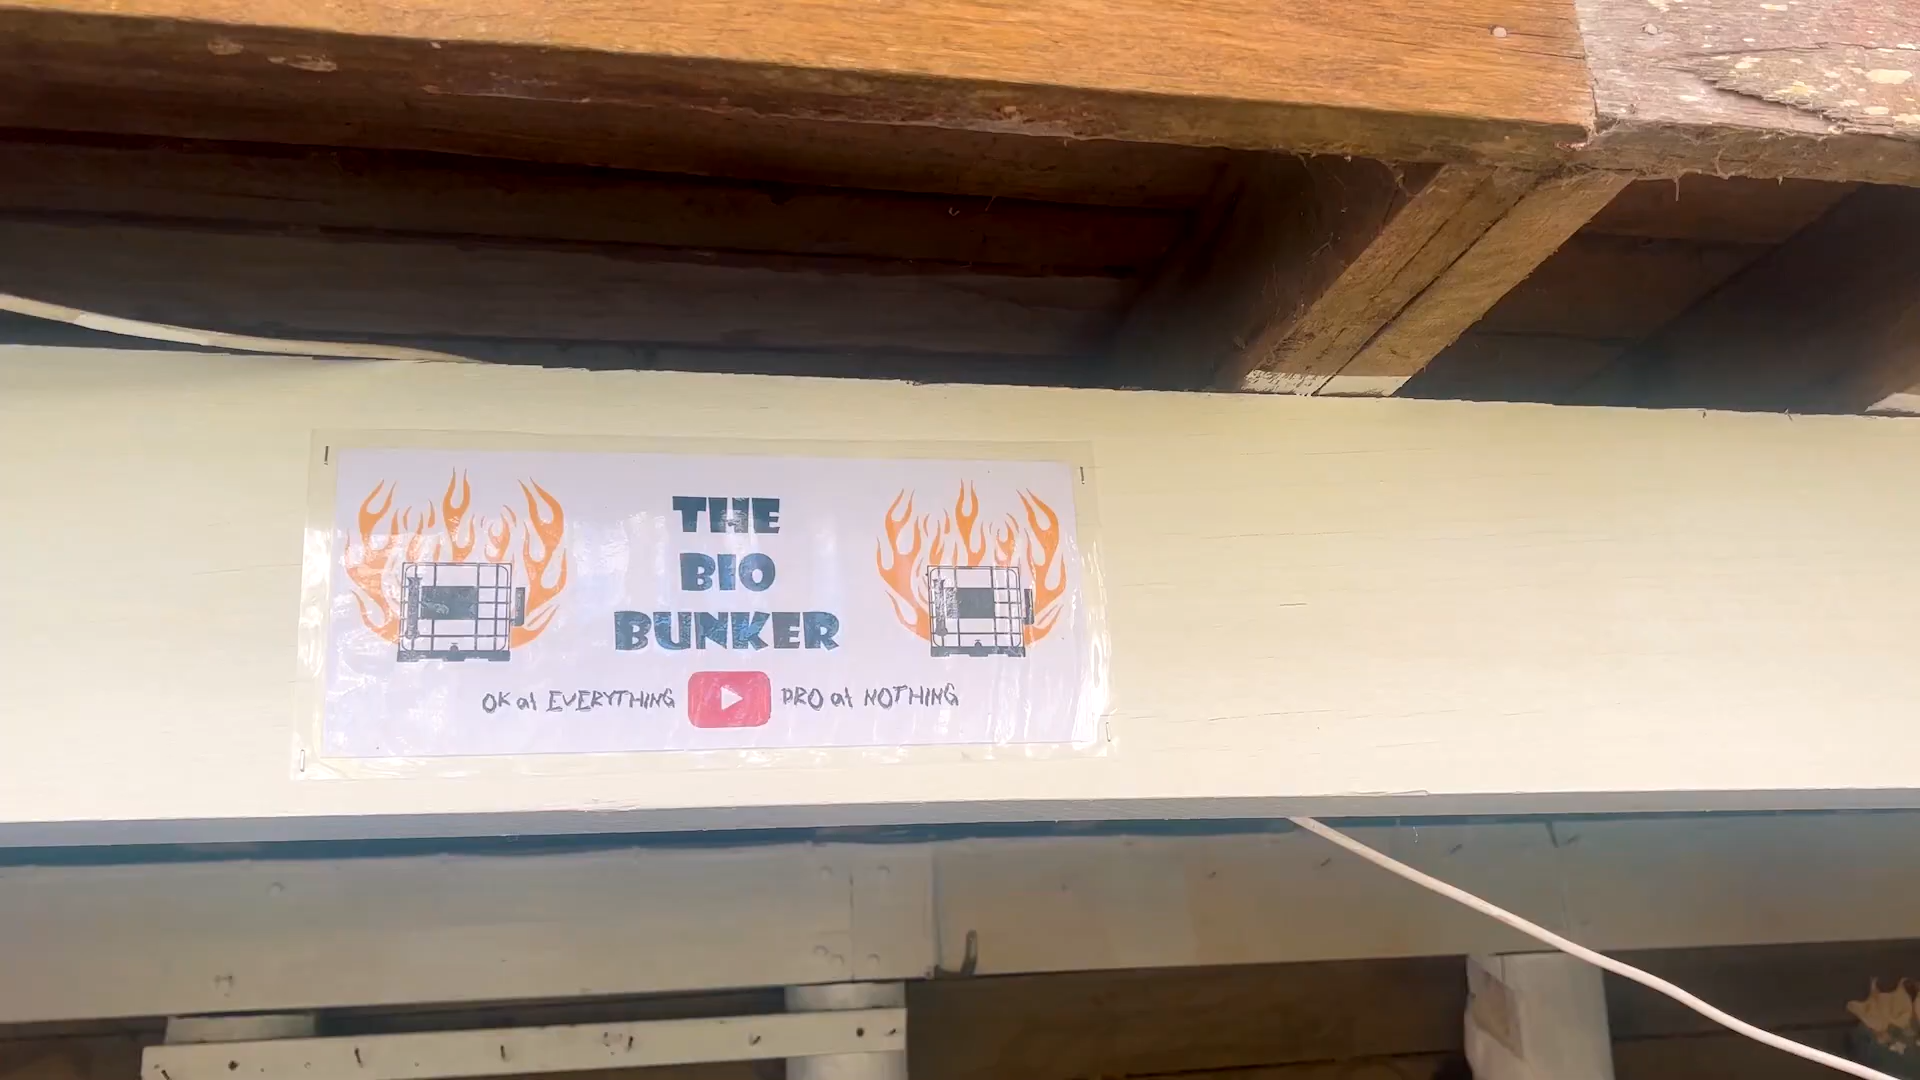 THE
BIO
BUNKER
OK at EVERYTHING PRO at NOTHING